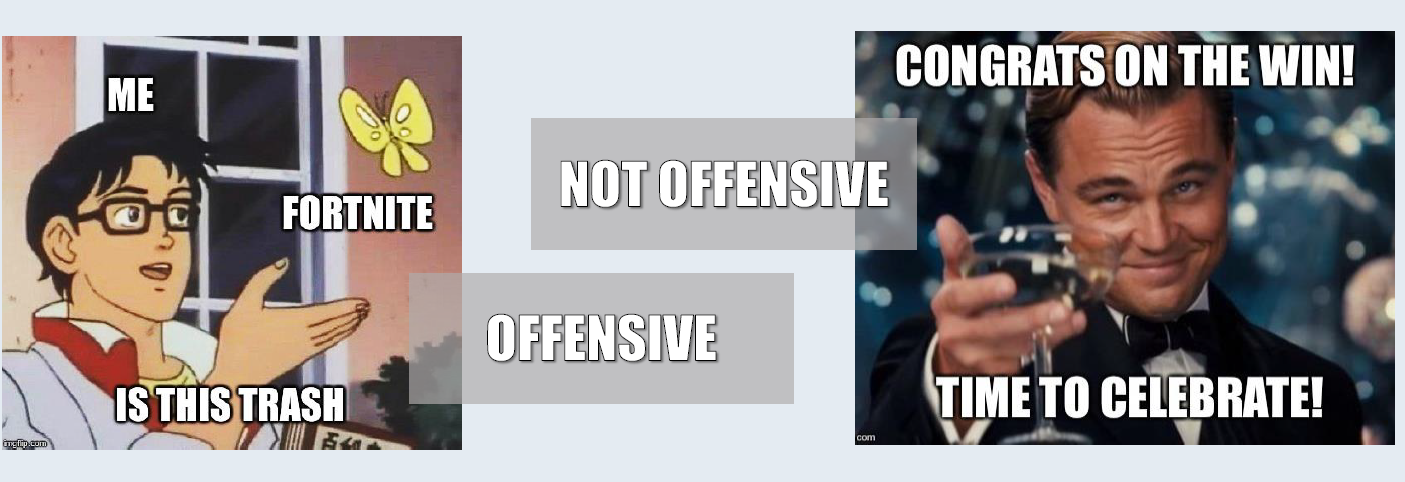 ME
FORTNITE
IS THIS TRASH
imgflip.com
NOT OFFENSIVE
OFFENSIVE
CONGRATS ON THE WIN!
TIME TO CELEBRATE!
com